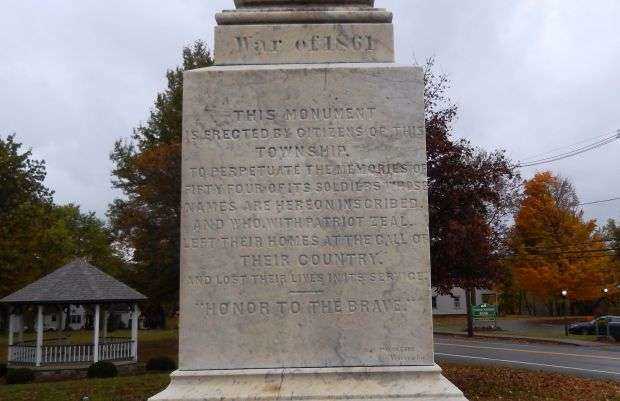 War of 1861
THIS MONUMENT
IS ERECTED BY CITIZENS OF THIS
TOWNSHIP.
TO PERPETUATE THE MEMORIES OF
FIFTY FOUR OF ITS SOLDIERS WHOSE
NAMES ARE HEREON INSCRIBED,
AND WHO, WITH PATRIOT ZEAL,
LEFT THEIR HOMES AT THE CALL OF
THEIR COUNTRY.
AND LOST THEIR LIVES IN ITS SERVICE.
"HONOR TO THE BRAVE."